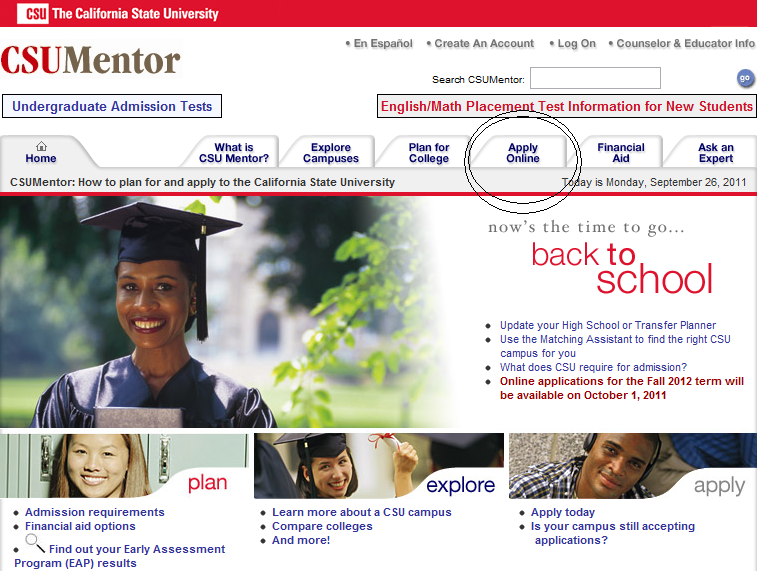 CSU The California State University
• En Español • Create An Account • Log On • Counselor & Educator Info
CSUMentor
Search CSUMentor: go
Undergraduate Admission Tests
English/Math Placement Test Information for New Students
Home
What is
CSU Mentor?
Explore
Campuses
Plan for
College
Apply
Online
Financial
Aid
Ask an
Expert
CSUMentor: How to plan for and apply to the California State University
Today is Monday, September 26, 2011
now's the time to go...
back to
school
• Update your High School or Transfer Planner
• Use the Matching Assistant to find the right CSU
campus for you
• What does CSU require for admission?
• Online applications for the Fall 2012 term will
be available on October 1, 2011
plan
• Admission requirements
• Financial aid options
• Find out your Early Assessment
Program (EAP) results
explore
• Learn more about a CSU campus
• Compare colleges
• And more!
apply
• Apply today
• Is your campus still accepting
applications?